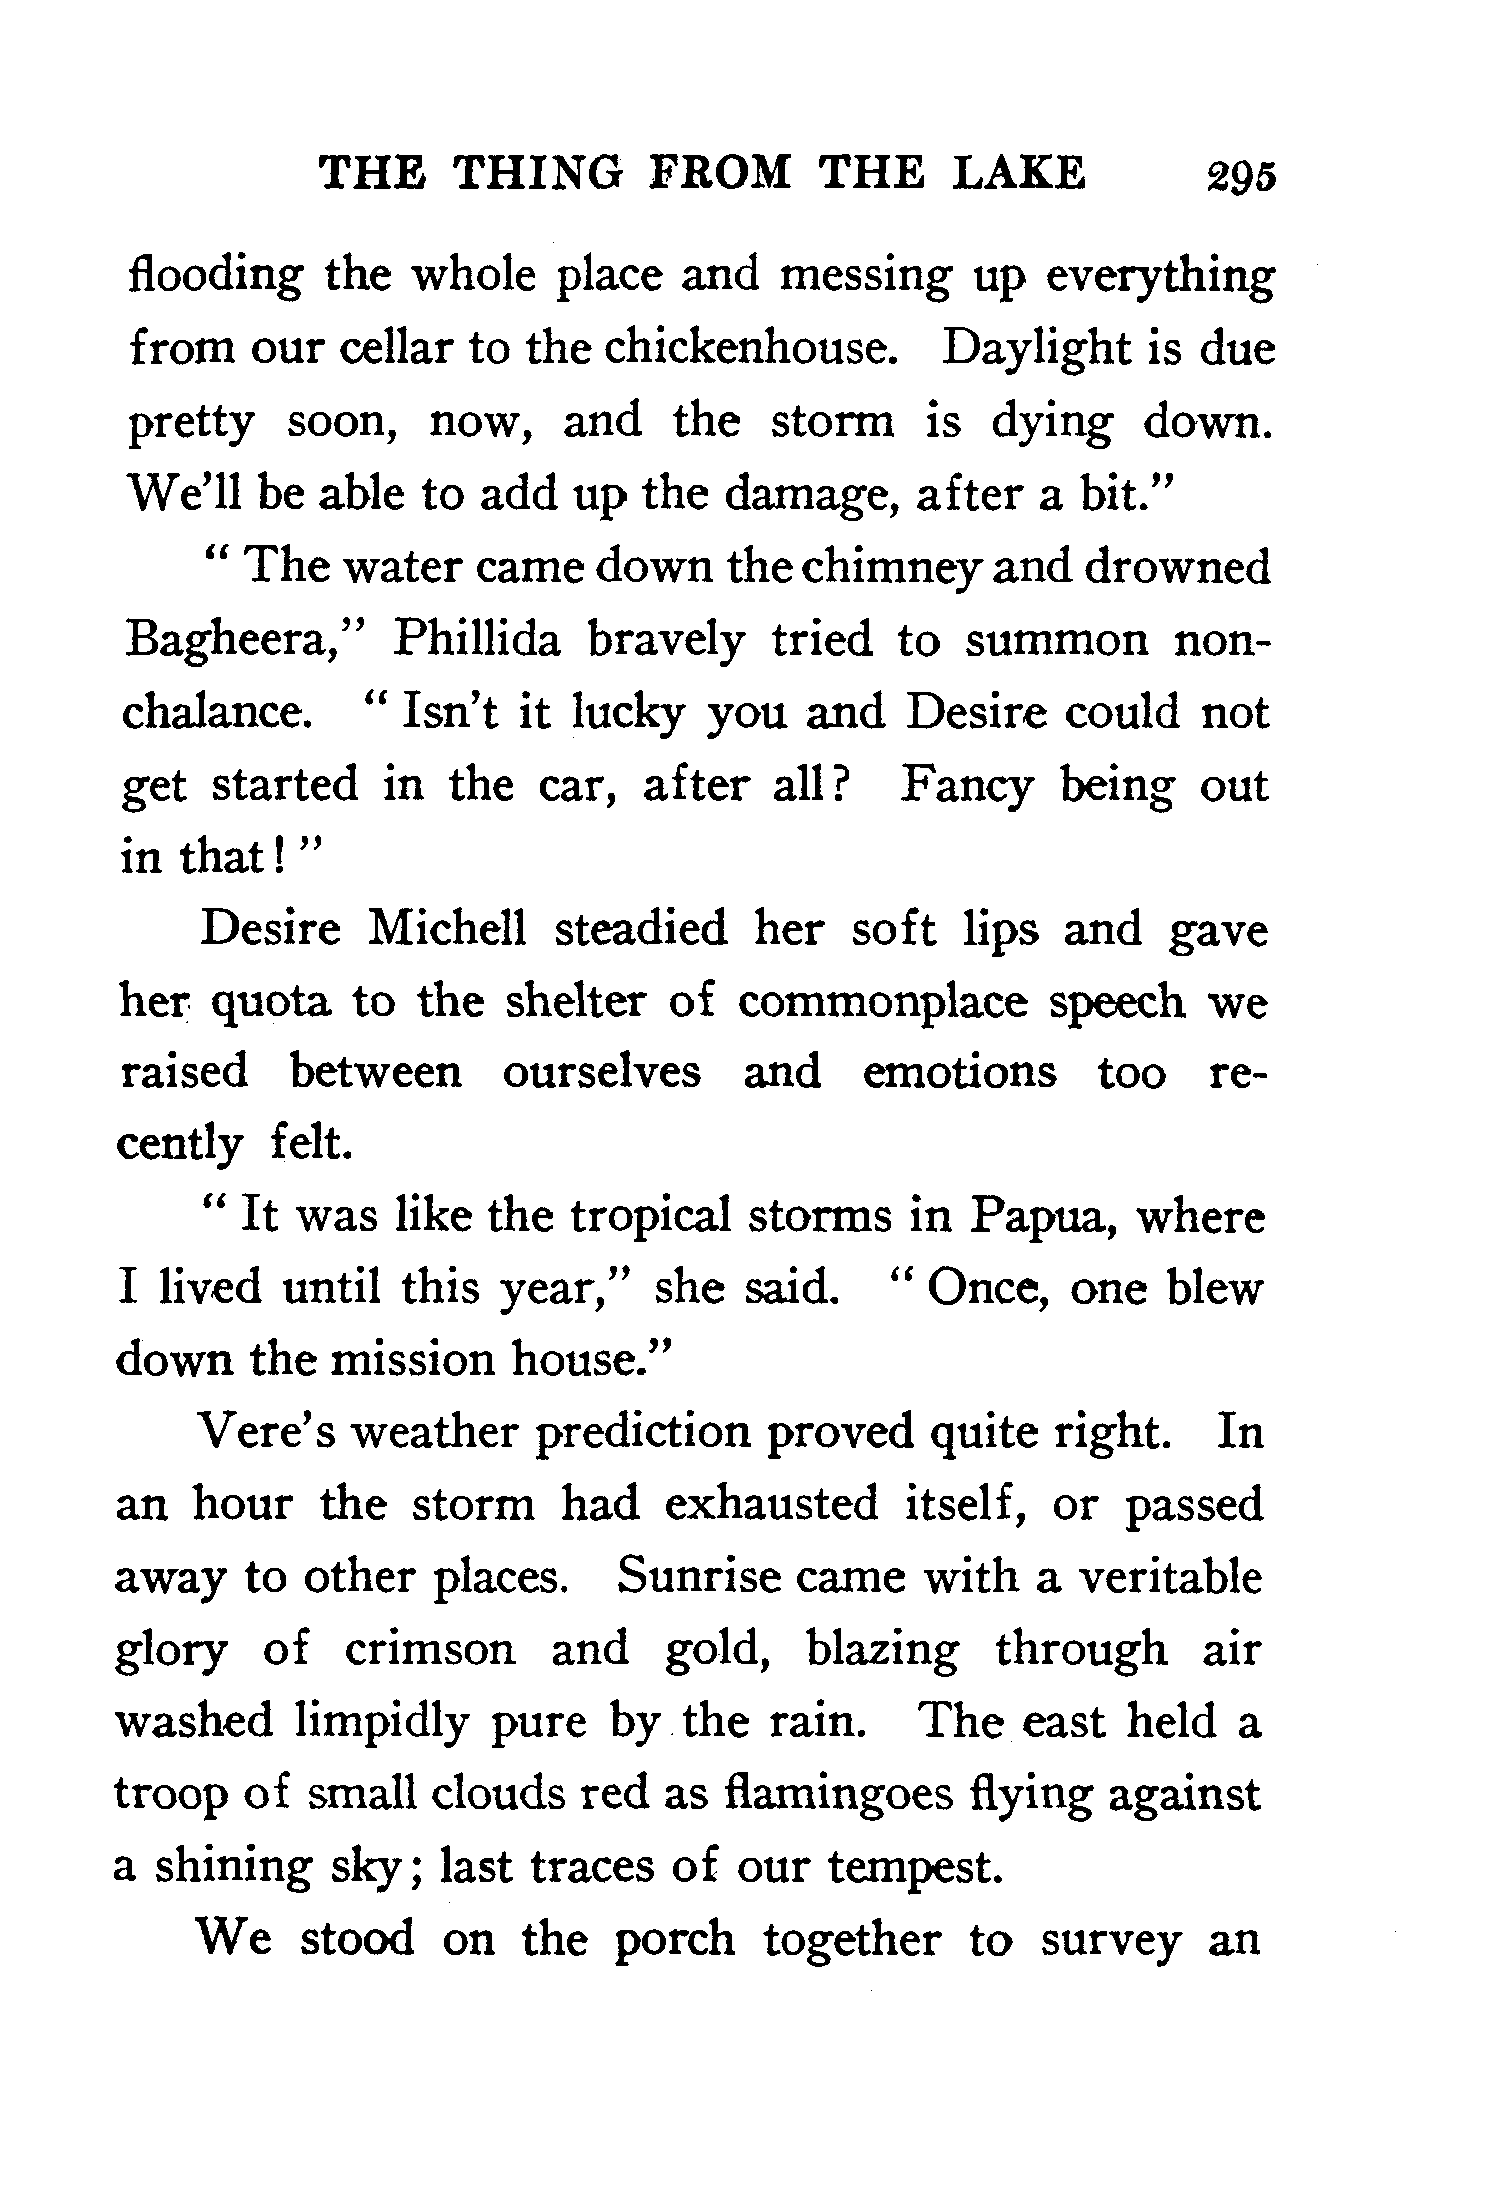 THE THING FROM THE LAKE 295
flooding the whole place and messing up everything
from our cellar to the chickenhouse. Daylight is due
pretty soon, now, and the storm is dying down.
We'll be able to add up the damage, after a bit."
" The water came down the chimney and drowned
Bagheera," Phillida bravely tried to summon non-
chalance. " Isn't it lucky you and Desire could not
get started in the car, after all? Fancy being out
in that! "
Desire Michell steadied her soft lips and gave
her quota to the shelter of commonplace speech we
raised between ourselves and emotions too re-
cently felt.
" It was like the tropical storms in Papua, where
I lived until this year," she said. " Once, one blew
down the mission house."
Vere's weather prediction proved quite right. In
an hour the storm had exhausted itself, or passed
away to other places. Sunrise came with a veritable
glory of crimson and gold, blazing through air
washed limpidly pure by the rain. The east held a
troop of small clouds red as flamingoes flying against
a shining sky; last traces of our tempest.
We stood on the porch together to survey an